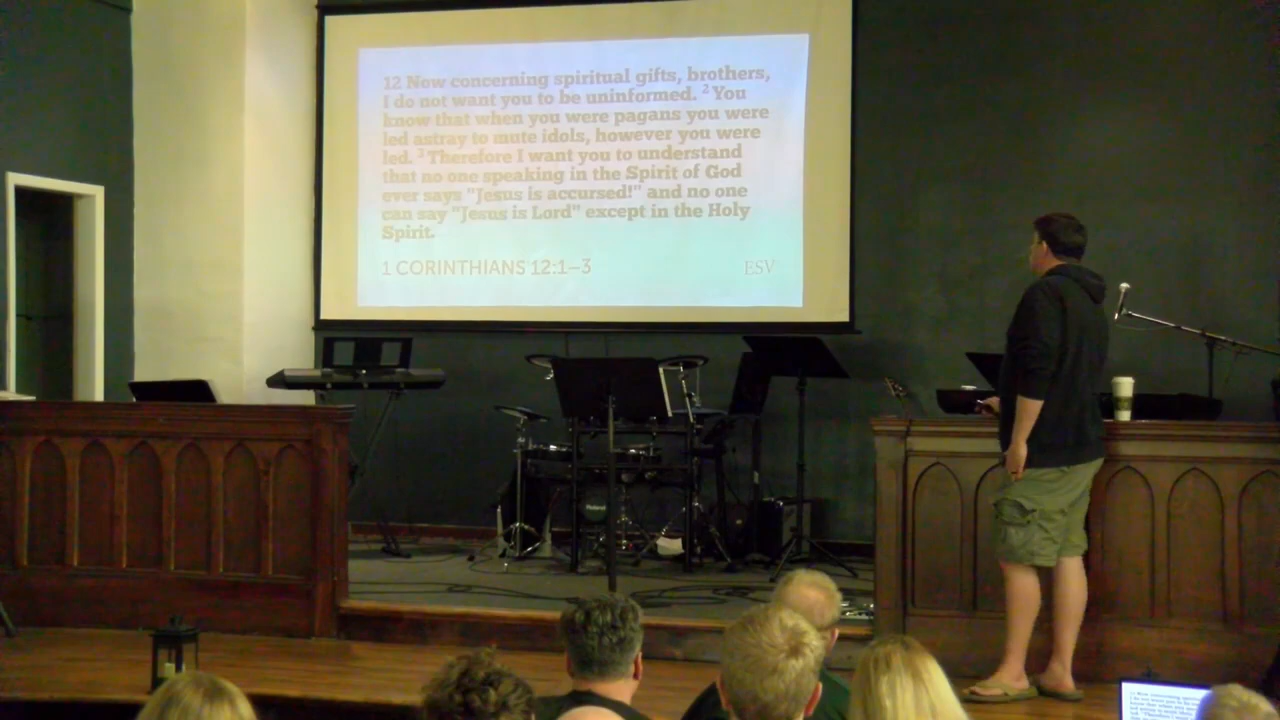 12 Now concerning spiritual gifts, brothers,
I do not want you to be uninformed. ² You
know that when you were pagans you were
led astray to mute idols, however you were
led. ³ Therefore I want you to understand
that no one speaking in the Spirit of God
ever says "Jesus is accursed!" and no one
can say "Jesus is Lord" except in the Holy
Spirit.
1 CORINTHIANS 12:1–3 ESV
Roland